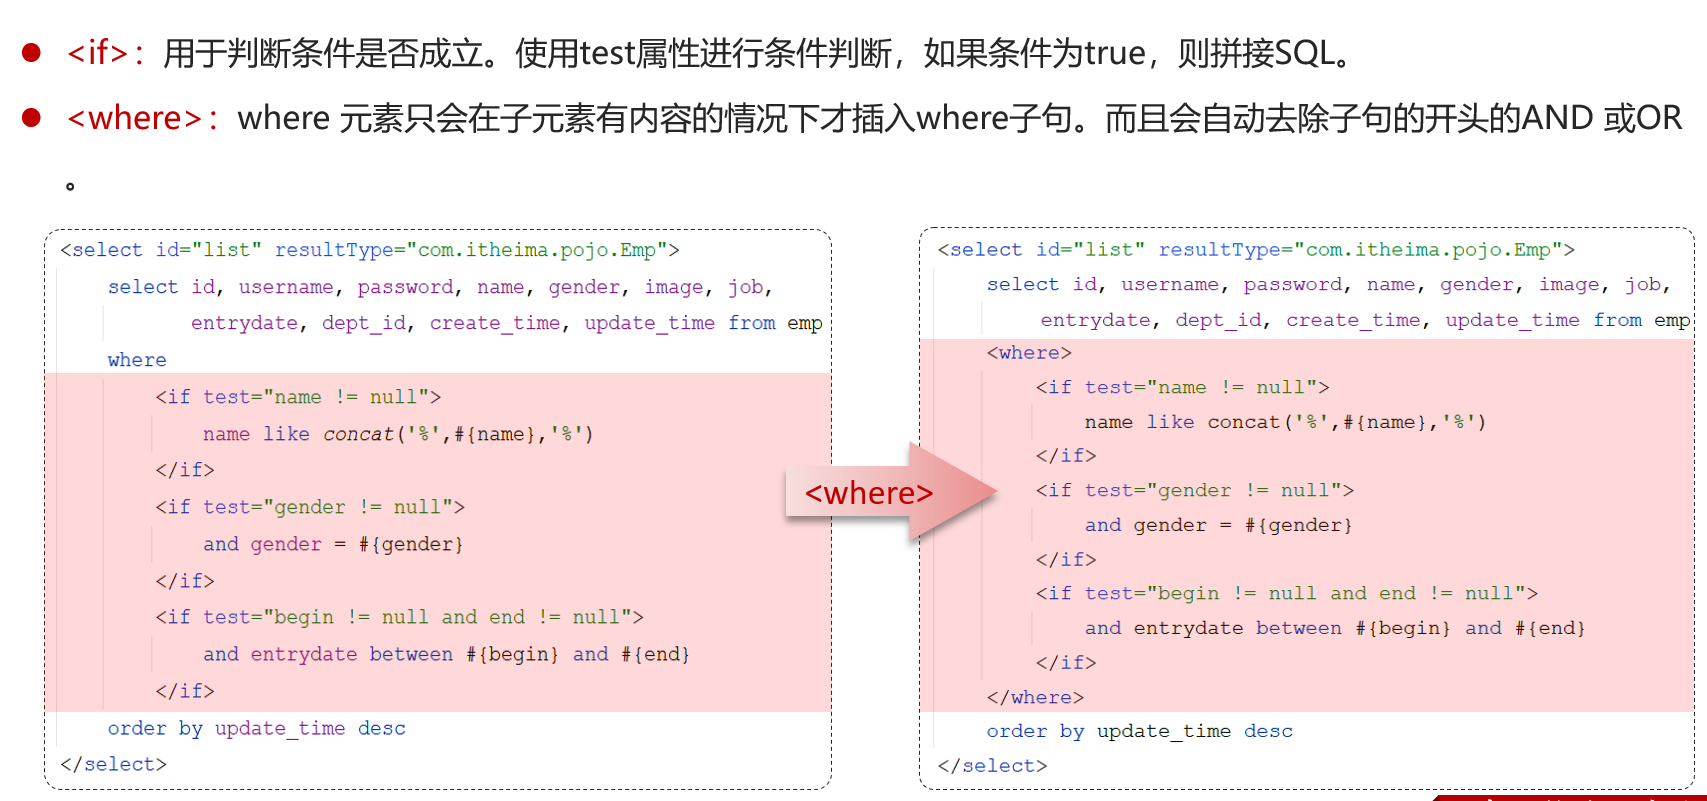 <if>：用于判断条件是否成立。使用test属性进行条件判断，如果条件为true，则拼接SQL。
<where>：where 元素只会在子元素有内容的情况下才插入where子句。而且会自动去除子句的开头的AND 或OR
。
<select id="list" resultType="com.itheima.pojo.Emp">
select id, username, password, name, gender, image, job,
entrydate, dept_id, create_time, update_time from emp
where
<if test="name != null">
name like concat('%',#{name},'%')
</if>
<if test="gender != null">
and gender = #{gender}
</if>
<if test="begin != null and end != null">
and entrydate between #{begin} and #{end}
</if>
order by update_time desc
</select>
<where>
<select id="list" resultType="com.itheima.pojo.Emp">
select id, username, password, name, gender, image, job,
entrydate, dept_id, create_time, update_time from emp
<where>
<if test="name != null">
name like concat('%',#{name},'%')
</if>
<if test="gender != null">
and gender = #{gender}
</if>
<if test="begin != null and end != null">
and entrydate between #{begin} and #{end}
</if>
</where>
order by update_time desc
</select>